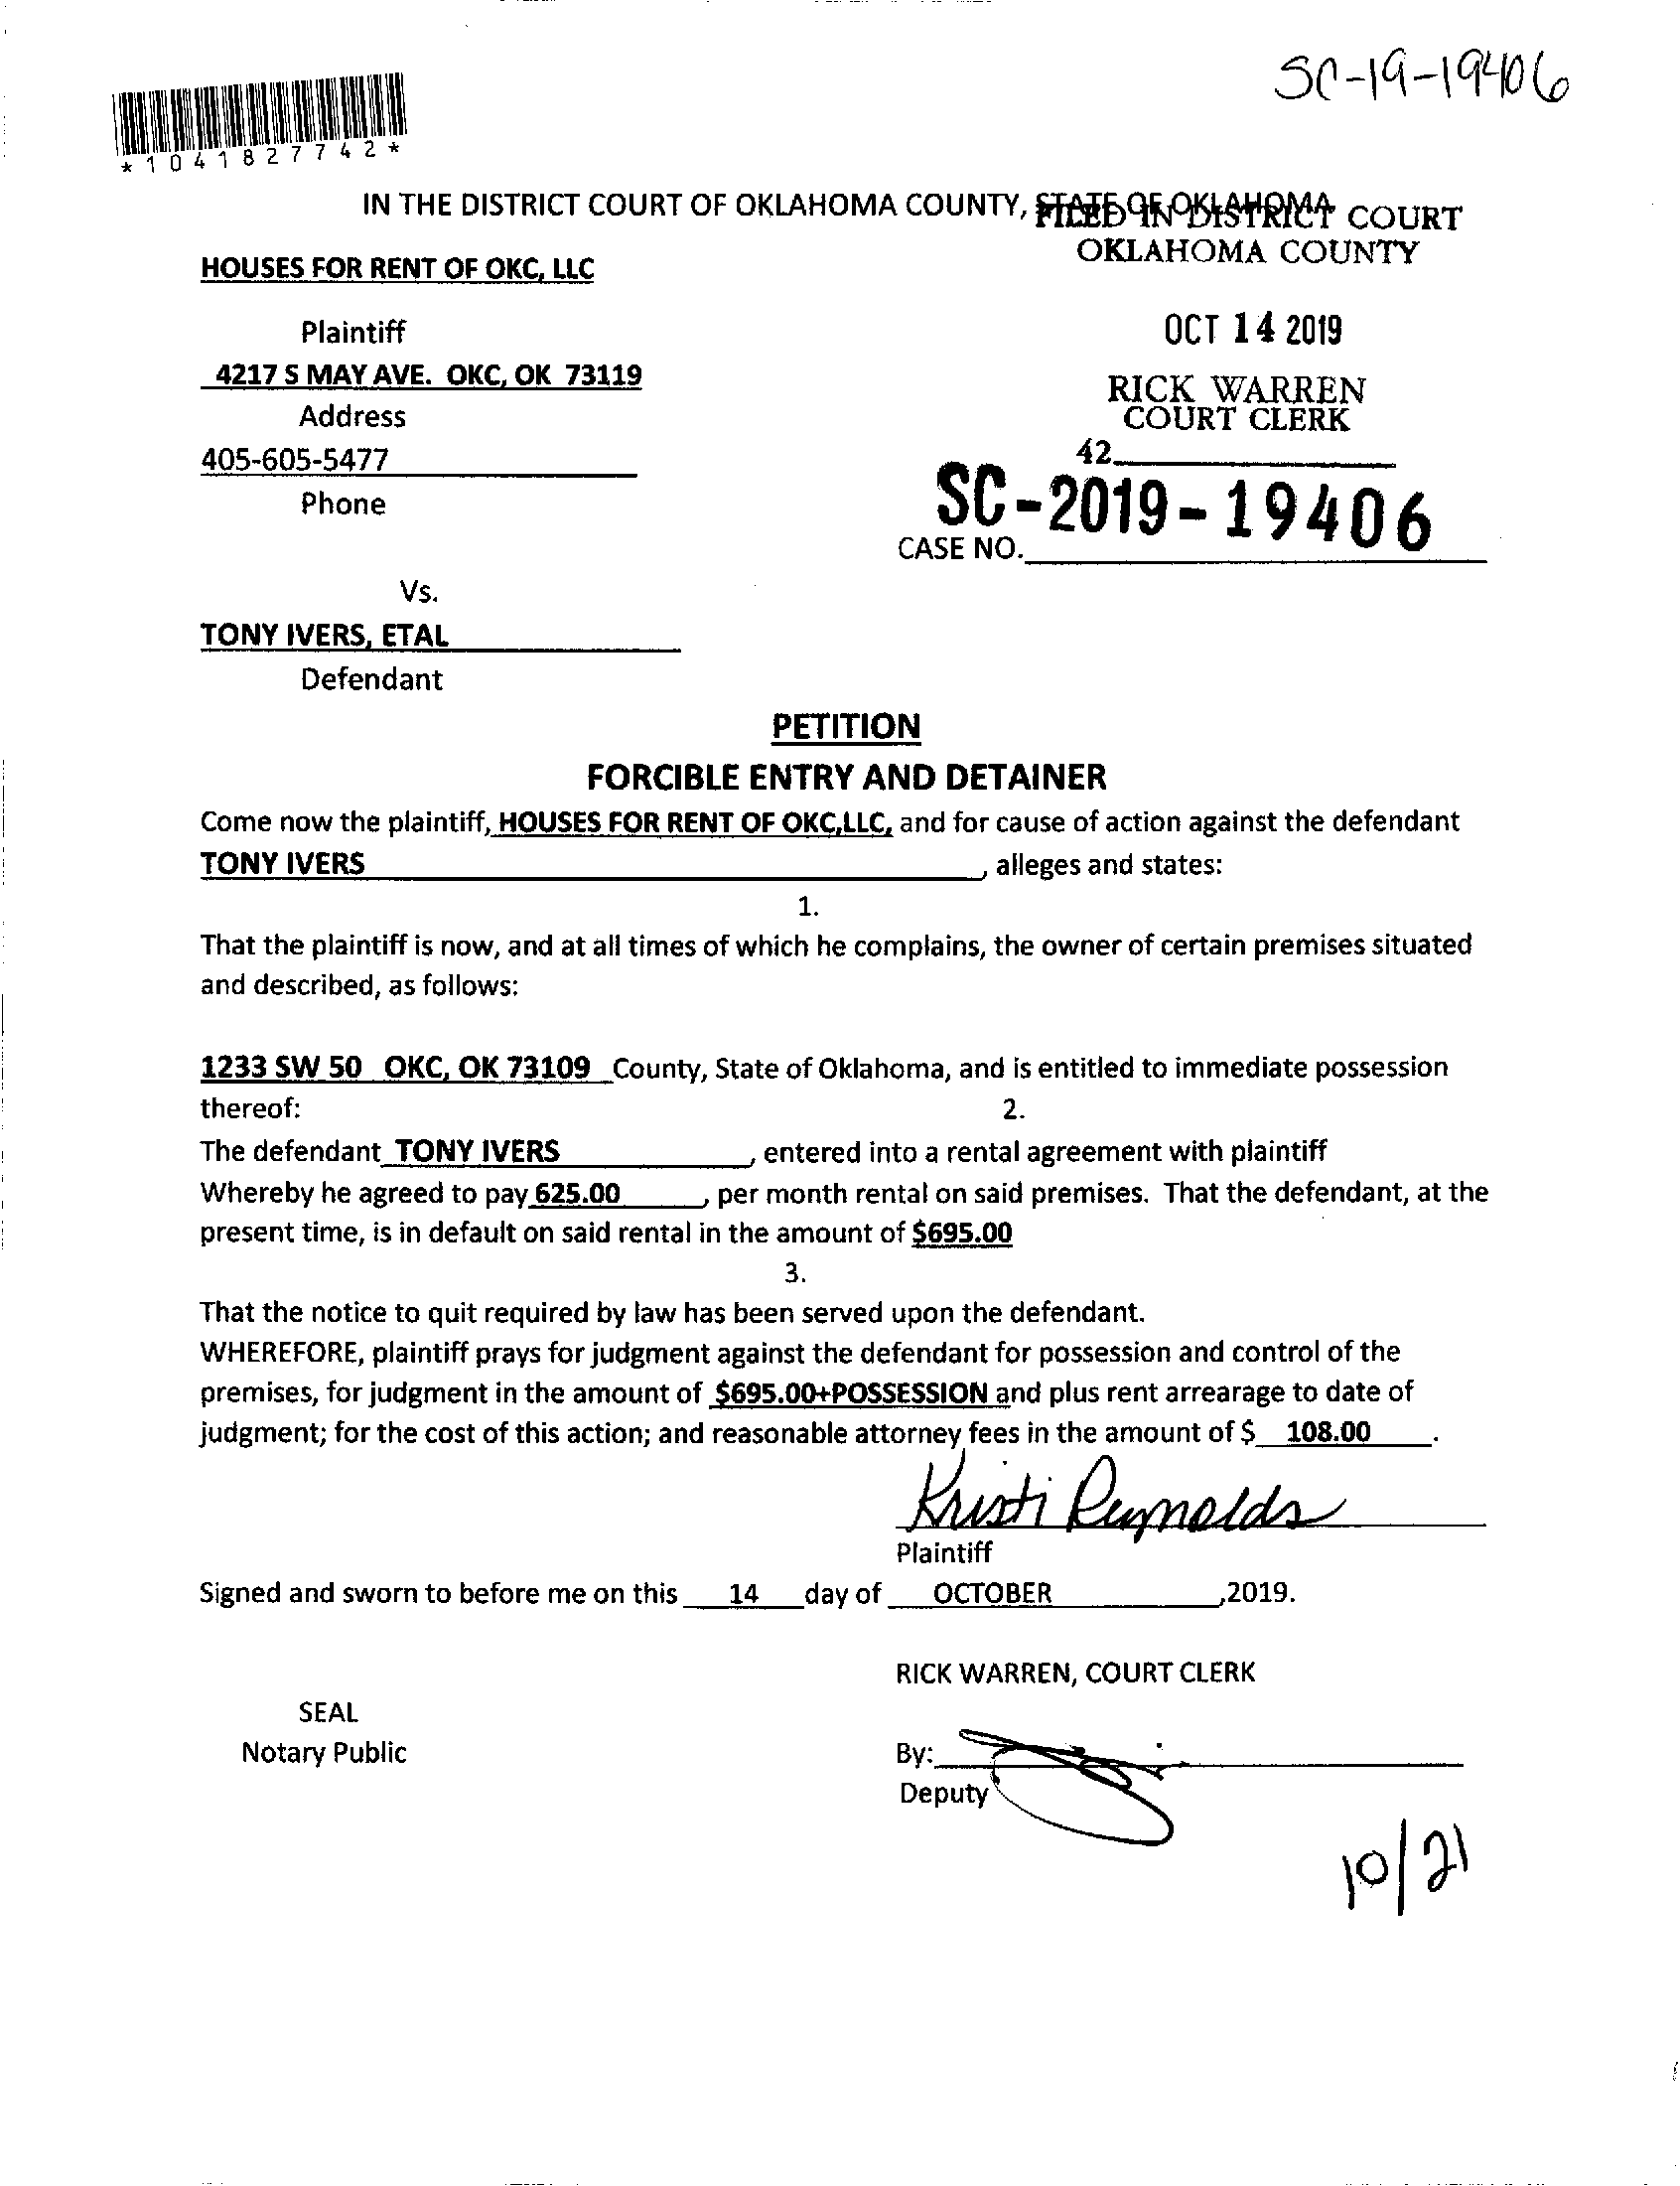 SC-19-19406
*1041827742*
IN THE DISTRICT COURT OF OKLAHOMA COUNTY, STATE OF OKLAHOMA
FILED IN DISTRICT COURT
OKLAHOMA COUNTY
HOUSES FOR RENT OF OKC, LLC
Plaintiff
OCT 14 2019
4217 S MAY AVE. OKC, OK 73119
RICK WARREN
Address
COURT CLERK
405-605-5477
42
Phone
SC-2019-19406
CASE NO.
Vs.
TONY IVERS, ETAL
Defendant
PETITION
FORCIBLE ENTRY AND DETAINER
Come now the plaintiff, HOUSES FOR RENT OF OKC,LLC, and for cause of action against the defendant
TONY IVERS, alleges and states:
1.
That the plaintiff is now, and at all times of which he complains, the owner of certain premises situated
and described, as follows:
1233 SW 50 OKC, OK 73109 County, State of Oklahoma, and is entitled to immediate possession
thereof: 2.
The defendant TONY IVERS, entered into a rental agreement with plaintiff
Whereby he agreed to pay 625.00, per month rental on said premises. That the defendant, at the
present time, is in default on said rental in the amount of $695.00
3.
That the notice to quit required by law has been served upon the defendant.
WHEREFORE, plaintiff prays for judgment against the defendant for possession and control of the
premises, for judgment in the amount of $695.00+POSSESSION and plus rent arrearage to date of
judgment; for the cost of this action; and reasonable attorney fees in the amount of $ 108.00.
Kristi Reynolds
Plaintiff
Signed and sworn to before me on this 14 day of OCTOBER,2019.
RICK WARREN, COURT CLERK
SEAL
Notary Public
By:
Deputy
10/21